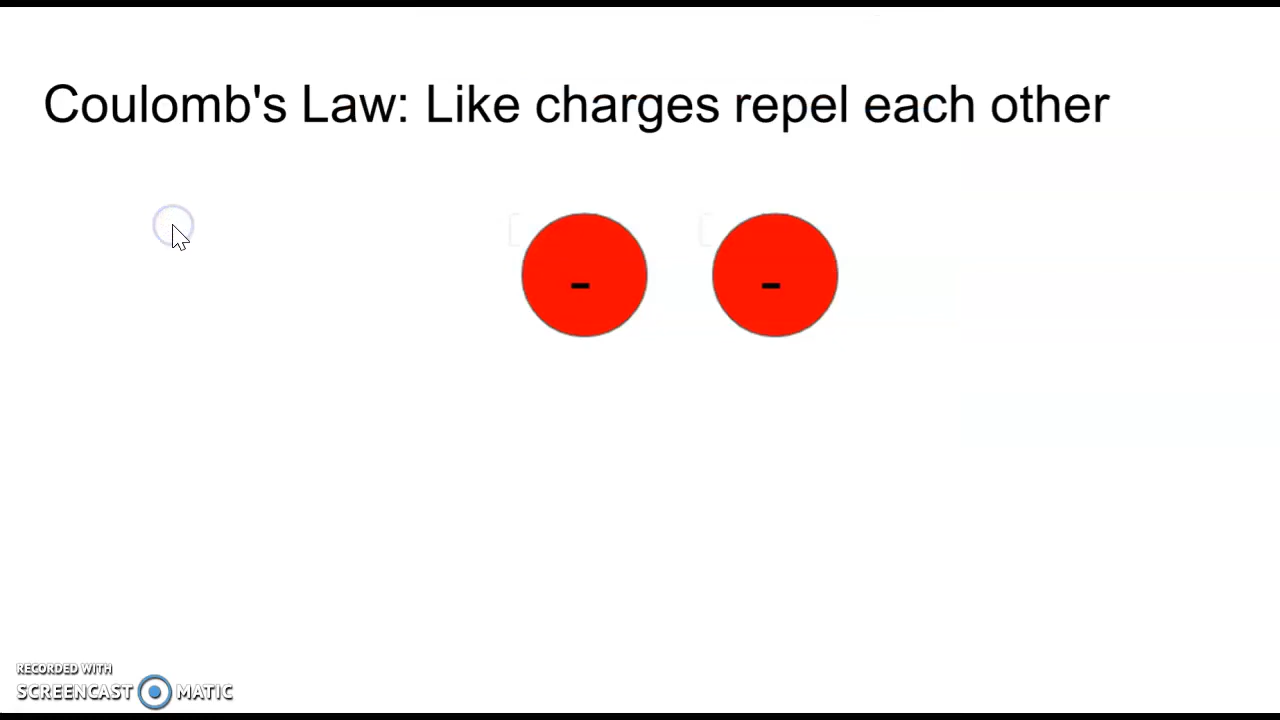 Coulomb's Law: Like charges repel each other
- -
RECORDED WITH
SCREENCAST MATIC